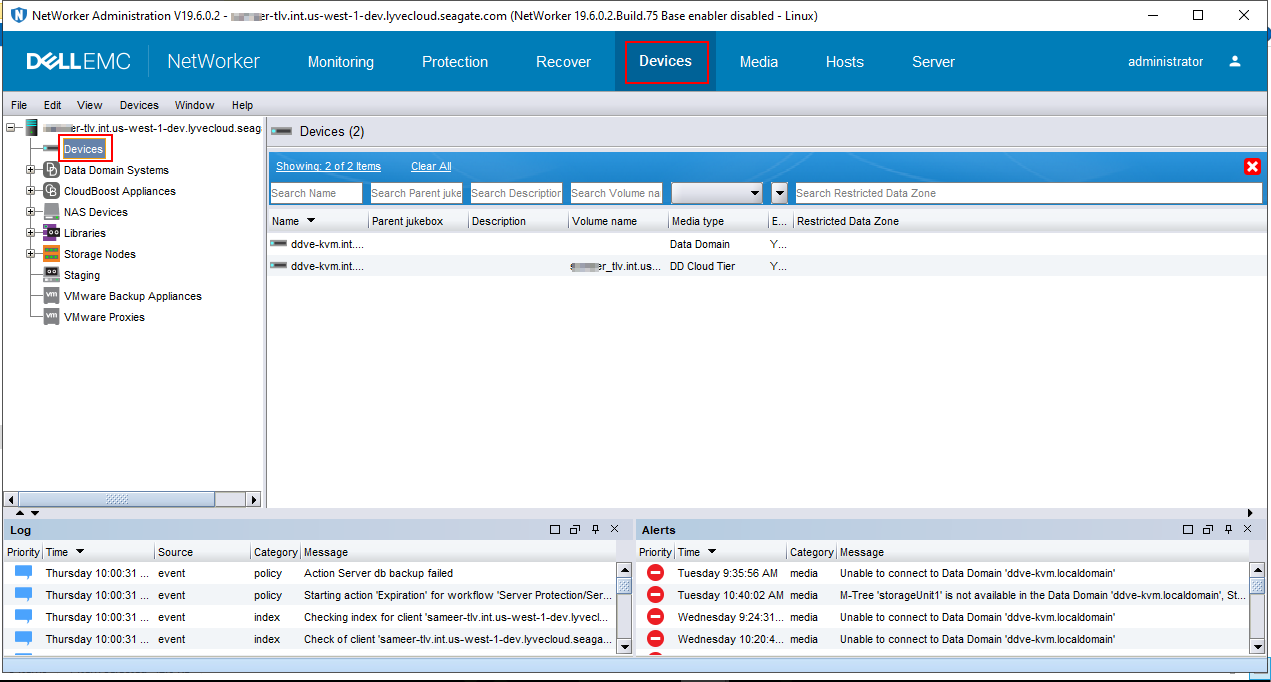 NetWorker Administration V19.6.0.2 - er-tlv.int.us-west-1-dev.lyvecloud.seagate.com (NetWorker 19.6.0.2.Build.75 Base enabler disabled - Linux)
DELLEMC NetWorker Monitoring Protection Recover Devices Media Hosts Server administrator
File Edit View Devices Window Help
er-tlv.int.us-west-1-dev.lyvecloud.seag
Devices
Data Domain Systems
CloudBoost Appliances
NAS Devices
Libraries
Storage Nodes
Staging
VMware Backup Appliances
VMware Proxies
Devices (2)
Showing: 2 of 2 Items Clear All
Search Name Search Parent juke Search Description Search Volume na Search Restricted Data Zone
Name Parent jukebox Description Volume name Media type E... Restricted Data Zone
ddve-kvm.int.... Data Domain Y...
ddve-kvm.int.... er_tlv.int.us... DD Cloud Tier Y...
Log
Priority Time Source Category Message
Thursday 10:00:31 ... event policy Action Server db backup failed
Thursday 10:00:31 ... event policy Starting action 'Expiration' for workflow 'Server Protection/Ser...
Thursday 10:00:31 ... event index Checking index for client 'sameer-tlv.int.us-west-1-dev.lyvecl...
Thursday 10:00:31 ... event index Check of client 'sameer-tlv.int.us-west-1-dev.lyvecloud.seaga...
Alerts
Priority Time Category Message
Tuesday 9:35:56 AM media Unable to connect to Data Domain 'ddve-kvm.localdomain'
Tuesday 10:40:02 AM media M-Tree 'storageUnit1' is not available in the Data Domain 'ddve-kvm.localdomain', St...
Wednesday 9:24:31... media Unable to connect to Data Domain 'ddve-kvm.localdomain'
Wednesday 10:20:4... media Unable to connect to Data Domain 'ddve-kvm.localdomain'